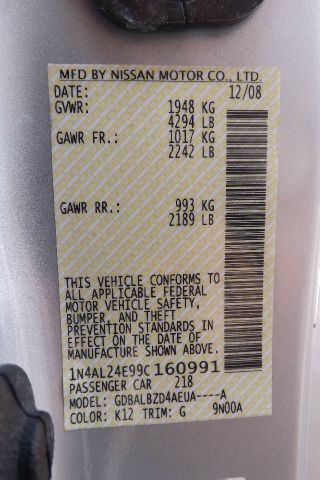 MFD BY NISSAN MOTOR CO., LTD.
DATE: 12/08
GVWR: 1948 KG
4294 LB
GAWR FR.: 1017 KG
2242 LB
GAWR RR.: 993 KG
2189 LB
THIS VEHICLE CONFORMS TO
ALL APPLICABLE FEDERAL
MOTOR VEHICLE SAFETY,
BUMPER, AND THEFT
PREVENTION STANDARDS IN
EFFECT ON THE DATE OF
MANUFACTURE SHOWN ABOVE.
1N4AL24E99C160991
PASSENGER CAR 218
MODEL: GDBALBZD4AEUA----A
COLOR: K12 TRIM: G 9N00A